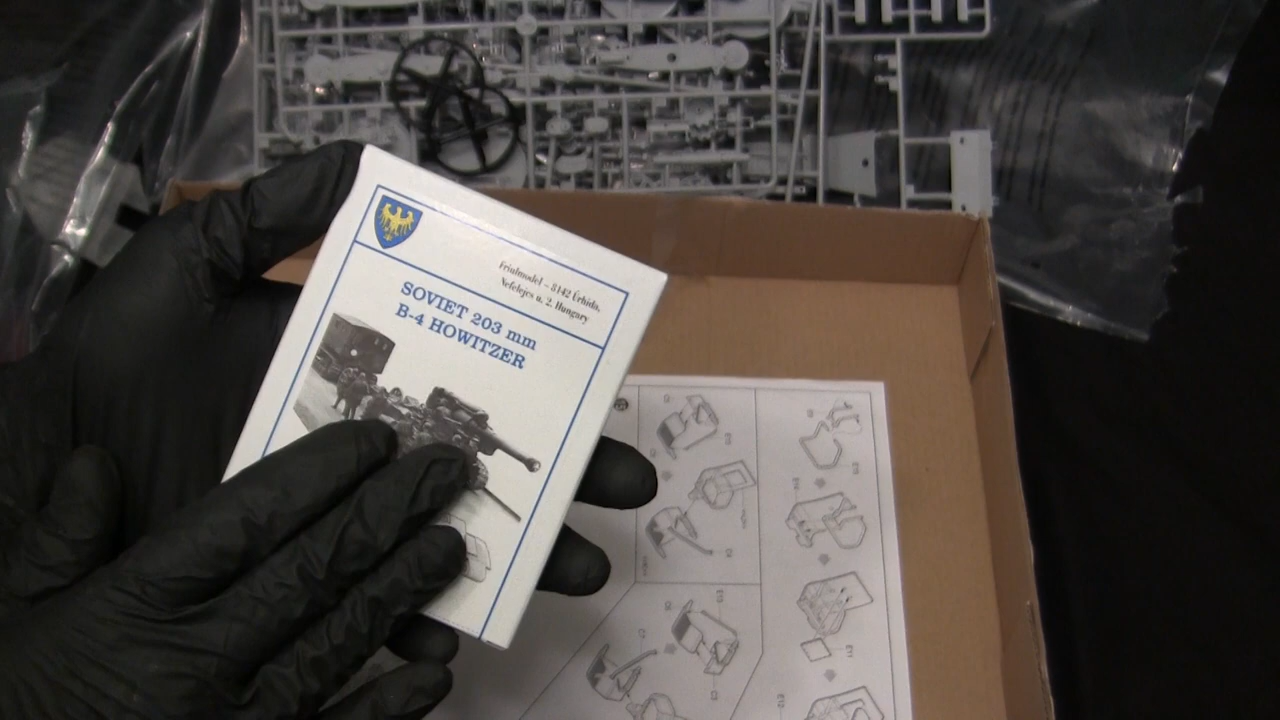 Friulmodel – 8142 Úrhida,
Nefelejcs u. 2. Hungary
SOVIET 203 mm
B-4 HOWITZER